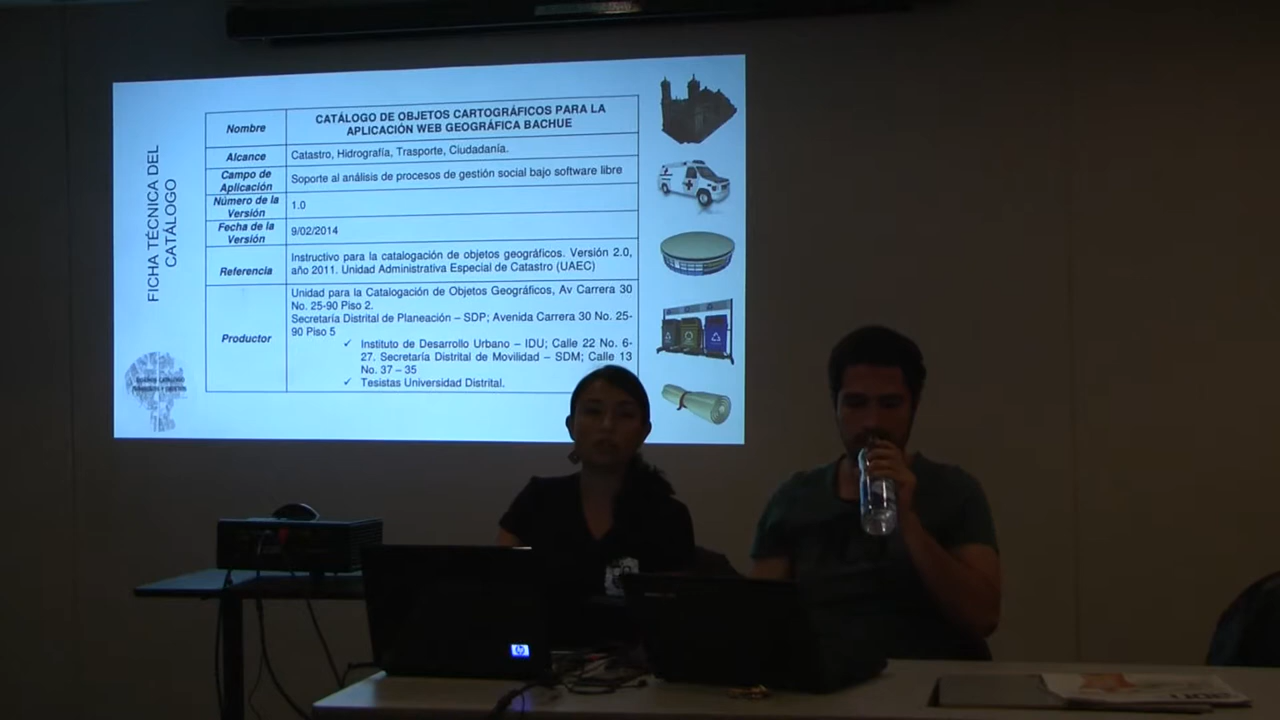 FICHA TÉCNICA DEL
CATÁLOGO
Nombre
CATÁLOGO DE OBJETOS CARTOGRÁFICOS PARA LA
APLICACIÓN WEB GEOGRÁFICA BACHUE
Alcance
Catastro, Hidrografía, Trasporte, Ciudadanía.
Campo de
Aplicación
Soporte al análisis de procesos de gestión social bajo software libre
Número de la
Versión
1.0
Fecha de la
Versión
9/02/2014
Referencia
Instructivo para la catalogación de objetos geográficos. Versión 2.0,
año 2011. Unidad Administrativa Especial de Catastro (UAEC)
Productor
Unidad para la Catalogación de Objetos Geográficos, Av Carrera 30
No. 25-90 Piso 2.
Secretaría Distrital de Planeación – SDP; Avenida Carrera 30 No. 25-
90 Piso 5
✓ Instituto de Desarrollo Urbano – IDU; Calle 22 No. 6-
27. Secretaría Distrital de Movilidad – SDM; Calle 13
No. 37 – 35
✓ Tesistas Universidad Distrital.
hp